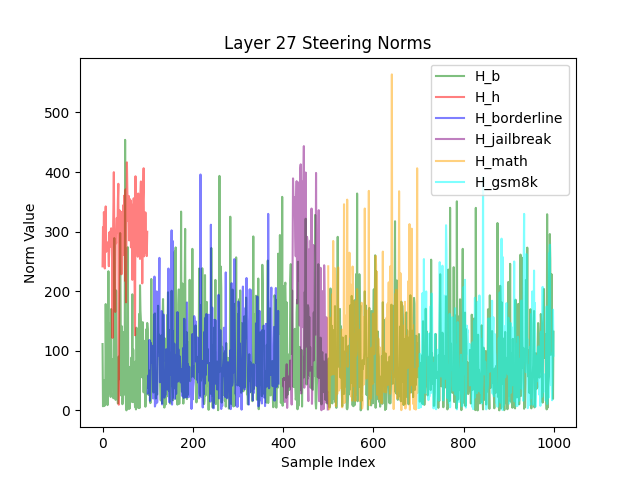 Layer 27 Steering Norms
500
400
300
200
100
0
Norm Value
H_b
H_h
H_borderline
H_jailbreak
H_math
H_gsm8k
0 200 400 600 800 1000
Sample Index